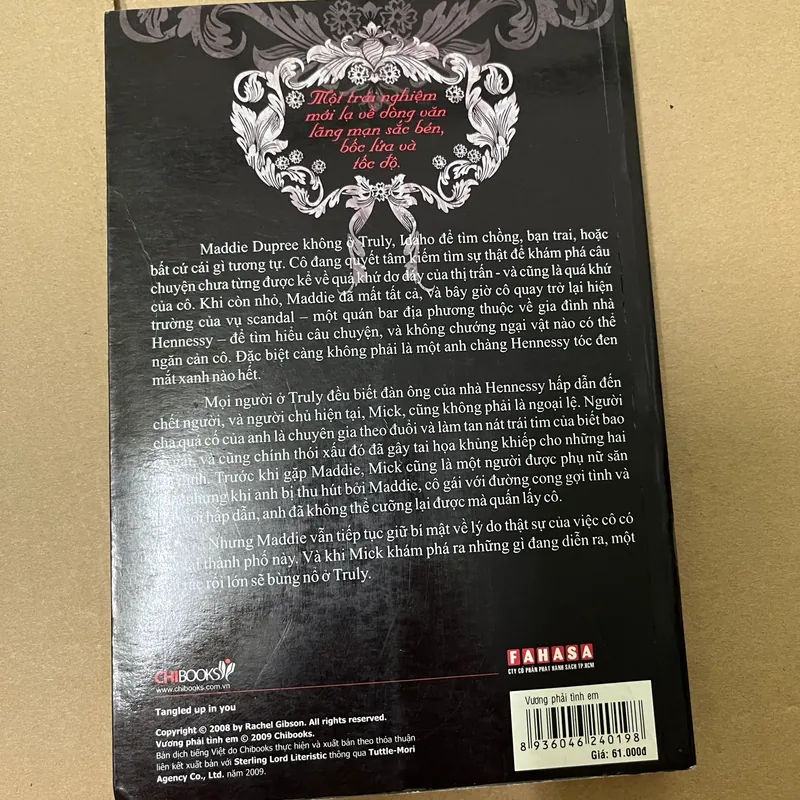 Một trải nghiệm
mới lạ về dòng văn
lãng mạn sắc bén,
bốc lửa và
tốc độ.
Maddie Dupree không ở Truly, Idaho để tìm chồng, bạn trai, hoặc
bất cứ cái gì tương tự. Cô đang quyết tâm kiếm tìm sự thật để khám phá câu
chuyện chưa từng được kể về quá khứ dơ dáy của thị trấn - và cũng là quá khứ
của cô. Khi còn nhỏ, Maddie đã mất tất cả, và bây giờ cô quay trở lại hiện
trường của vụ scandal – một quán bar địa phương thuộc về gia đình nhà
Hennessy – để tìm hiểu câu chuyện, và không chướng ngại vật nào có thể
ngăn cản cô. Đặc biệt càng không phải là một anh chàng Hennessy tóc đen
mắt xanh nào hết.
Mọi người ở Truly đều biết đàn ông của nhà Hennessy hấp dẫn đến
chết người, và người chủ hiện tại, Mick, cũng không phải là ngoại lệ. Người
cha quá cố của anh là chuyên gia theo đuổi và làm tan nát trái tim của biết bao
gái, và cũng chính thói xấu đó đã gây tai họa khủng khiếp cho những hai
đình. Trước khi gặp Maddie, Mick cũng là một người được phụ nữ săn
nhưng khi anh bị thu hút bởi Maddie, cô gái với đường cong gợi tình và
hấp dẫn, anh đã không thể cưỡng lại được mà quấn lấy cô.
Nhưng Maddie vẫn tiếp tục giữ bí mật về lý do thật sự của việc cô có
thành phố này. Và khi Mick khám phá ra những gì đang diễn ra, một
rắc rối lớn sẽ bùng nổ ở Truly.
CHIBOOKS
www.chibooks.com.vn
FAHASA
CTY CỔ PHẦN PHÁT HÀNH SÁCH TP.HCM
Tangled up in you
Copyright © 2008 by Rachel Gibson. All rights reserved.
Vương phải tình em © 2009 Chibooks.
Bản dịch tiếng Việt do Chibooks thực hiện và xuất bản theo thỏa thuận
liên kết xuất bản với Sterling Lord Literistic thông qua Tuttle-Mori
Agency Co., Ltd. năm 2009.
Vương phải tình em
8 936046 240198
Giá: 61.000đ